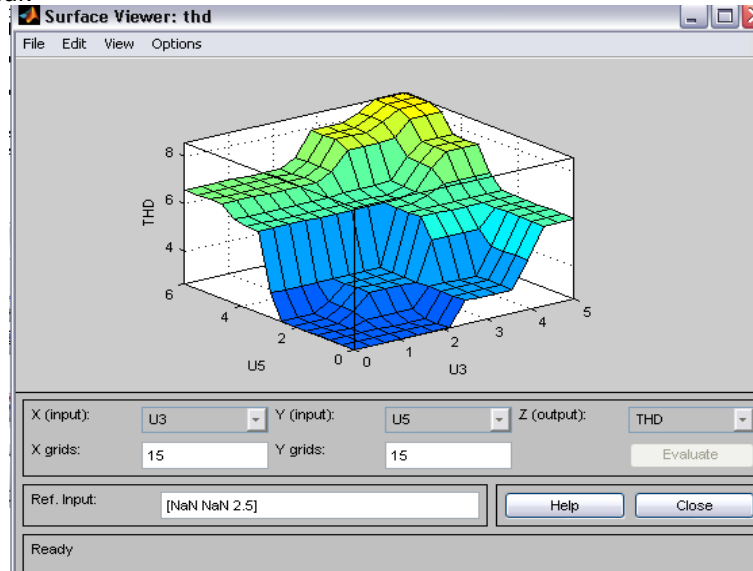 Surface Viewer: thd
File Edit View Options
8
6
4
THD
6
4
2
0
U5
0
1
2
3
4
5
U3
X (input): U3 Y (input): U5 Z (output): THD
X grids: 15 Y grids: 15 Evaluate
Ref. Input: [NaN NaN 2.5] Help Close
Ready